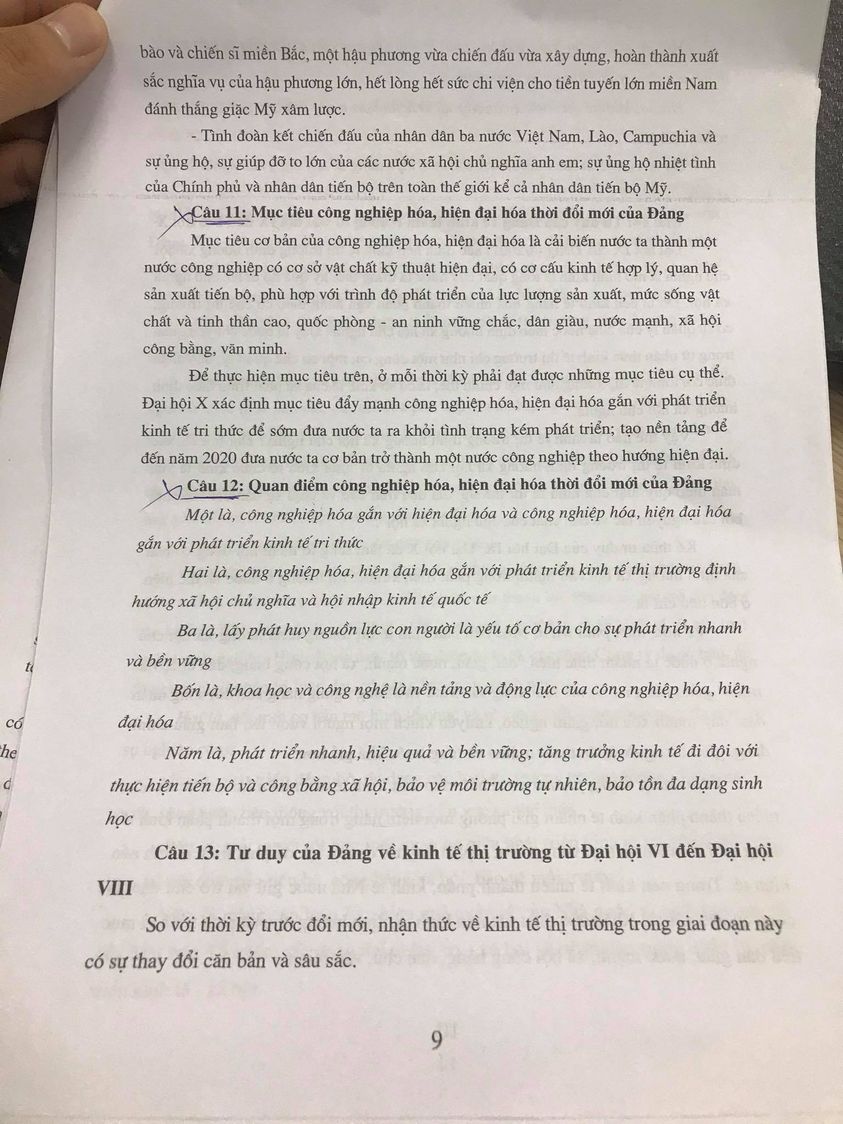 bào và chiến sĩ miền Bắc, một hậu phương vừa chiến đấu vừa xây dựng, hoàn thành xuất
sắc nghĩa vụ của hậu phương lớn, hết lòng hết sức chi viện cho tiền tuyến lớn miền Nam
đánh thắng giặc Mỹ xâm lược.
- Tình đoàn kết chiến đấu của nhân dân ba nước Việt Nam, Lào, Campuchia và
sự ủng hộ, sự giúp đỡ to lớn của các nước xã hội chủ nghĩa anh em; sự ủng hộ nhiệt tình
của Chính phủ và nhân dân tiến bộ trên toàn thế giới kể cả nhân dân tiến bộ Mỹ.
Câu 11: Mục tiêu công nghiệp hóa, hiện đại hóa thời đổi mới của Đảng
Mục tiêu cơ bản của công nghiệp hóa, hiện đại hóa là cải biến nước ta thành một
nước công nghiệp có cơ sở vật chất kỹ thuật hiện đại, có cơ cấu kinh tế hợp lý, quan hệ
sản xuất tiến bộ, phù hợp với trình độ phát triển của lực lượng sản xuất, mức sống vật
chất và tinh thần cao, quốc phòng - an ninh vững chắc, dân giàu, nước mạnh, xã hội
công bằng, văn minh.
Để thực hiện mục tiêu trên, ở mỗi thời kỳ phải đạt được những mục tiêu cụ thể.
Đại hội X xác định mục tiêu đẩy mạnh công nghiệp hóa, hiện đại hóa gắn với phát triển
kinh tế tri thức để sớm đưa nước ta ra khỏi tình trạng kém phát triển; tạo nền tảng để
đến năm 2020 đưa nước ta cơ bản trở thành một nước công nghiệp theo hướng hiện đại.
Câu 12: Quan điểm công nghiệp hóa, hiện đại hóa thời đổi mới của Đảng
Một là, công nghiệp hóa gắn với hiện đại hóa và công nghiệp hóa, hiện đại hóa
gắn với phát triển kinh tế tri thức
Hai là, công nghiệp hóa, hiện đại hóa gắn với phát triển kinh tế thị trường định
hướng xã hội chủ nghĩa và hội nhập kinh tế quốc tế
Ba là, lấy phát huy nguồn lực con người là yếu tố cơ bản cho sự phát triển nhanh
và bền vững
Bốn là, khoa học và công nghệ là nền tảng và động lực của công nghiệp hóa, hiện
đại hóa
Năm là, phát triển nhanh, hiệu quả và bền vững; tăng trưởng kinh tế đi đôi với
thực hiện tiến bộ và công bằng xã hội, bảo vệ môi trường tự nhiên, bảo tồn đa dạng sinh
học
Câu 13: Tư duy của Đảng về kinh tế thị trường từ Đại hội VI đến Đại hội
VIII
So với thời kỳ trước đổi mới, nhận thức về kinh tế thị trường trong giai đoạn này
có sự thay đổi căn bản và sâu sắc.
9
có